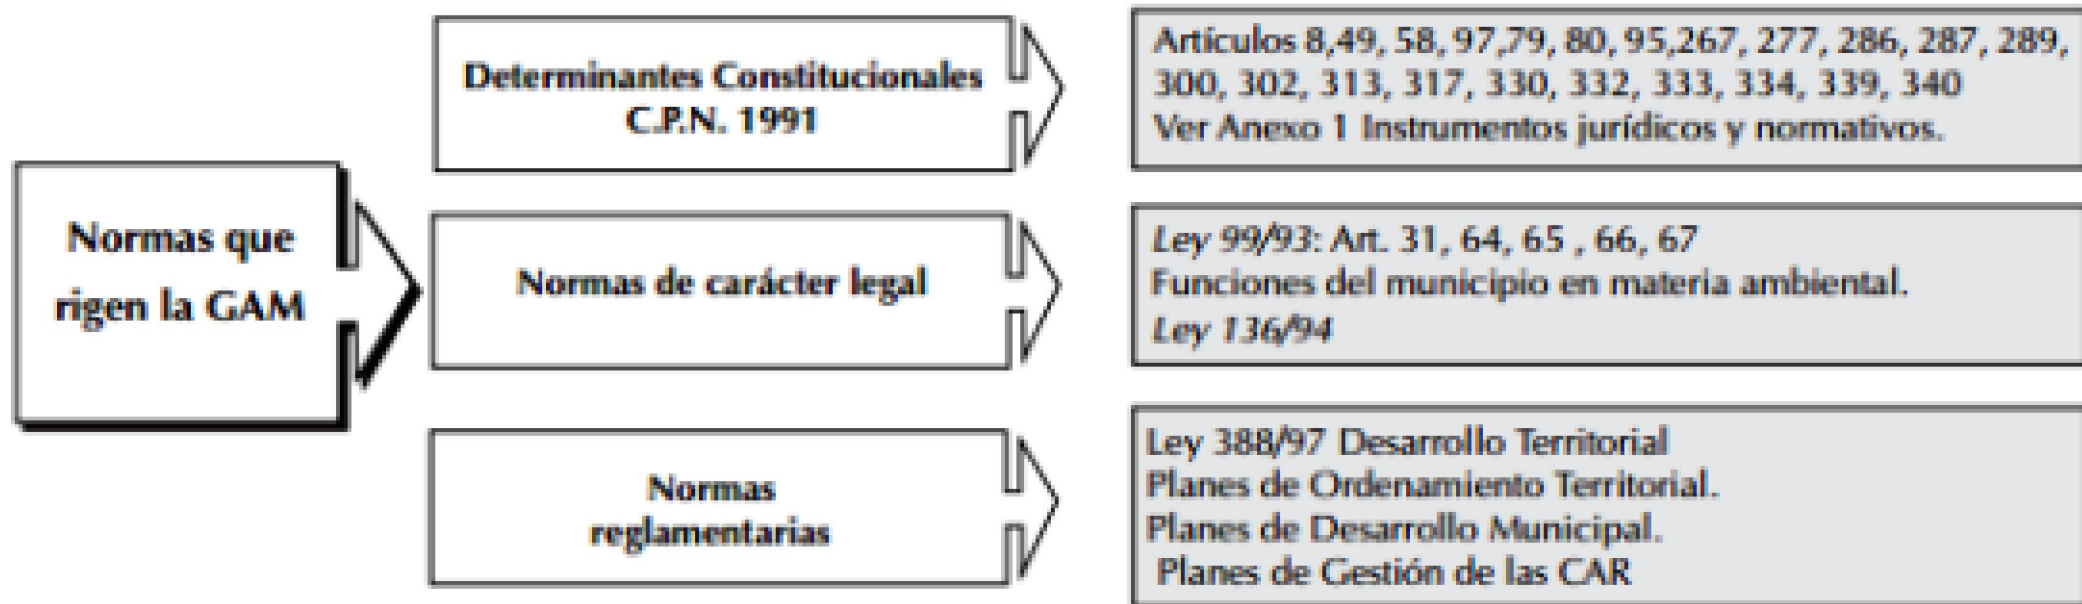 Normas que
rigen la GAM
Determinantes Constitucionales
C.P.N. 1991
Artículos 8,49, 58, 97,79, 80, 95,267, 277, 286, 287, 289,
300, 302, 313, 317, 330, 332, 333, 334, 339, 340
Ver Anexo 1 Instrumentos jurídicos y normativos.
Normas de carácter legal
Ley 99/93: Art. 31, 64, 65 , 66, 67
Funciones del municipio en materia ambiental.
Ley 136/94
Normas
reglamentarias
Ley 388/97 Desarrollo Territorial
Planes de Ordenamiento Territorial.
Planes de Desarrollo Municipal.
Planes de Gestión de las CAR